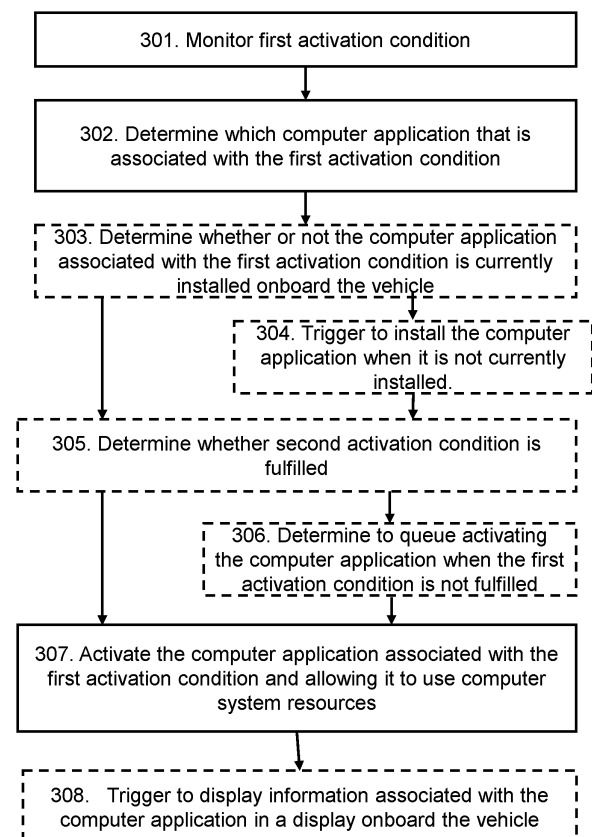 301. Monitor first activation condition
302. Determine which computer application that is
associated with the first activation condition
303. Determine whether or not the computer application
associated with the first activation condition is currently
installed onboard the vehicle
304. Trigger to install the computer
application when it is not currently
installed.
305. Determine whether second activation condition is
fulfilled
306. Determine to queue activating
the computer application when the first
activation condition is not fulfilled
307. Activate the computer application associated with the
first activation condition and allowing it to use computer
system resources
308. Trigger to display information associated with the
computer application in a display onboard the vehicle